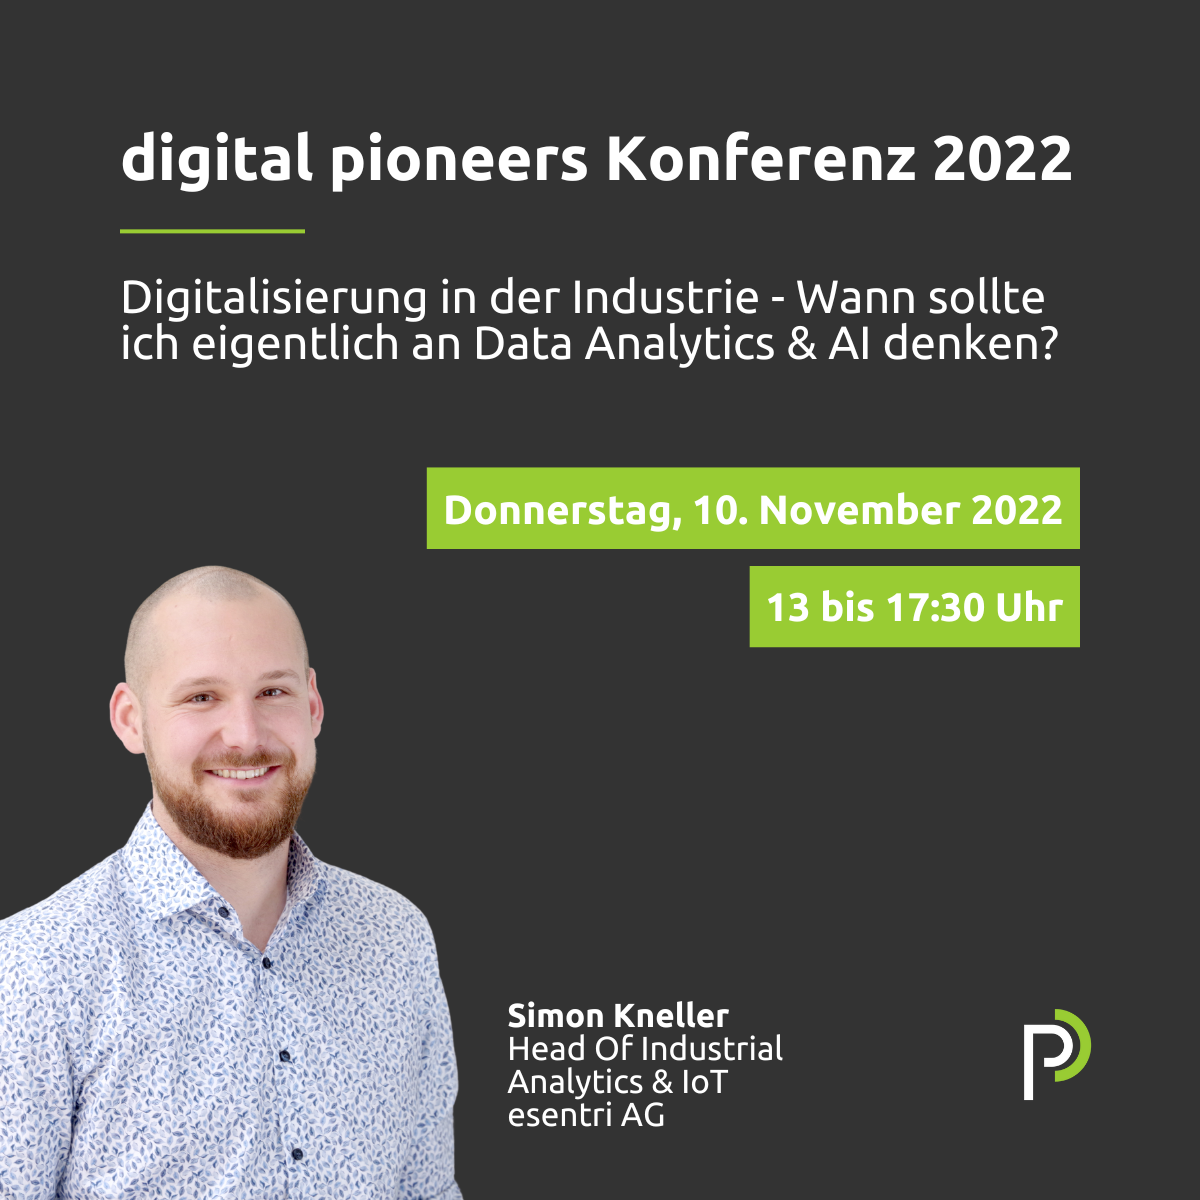 digital pioneers Konferenz 2022
Digitalisierung in der Industrie - Wann sollte
ich eigentlich an Data Analytics & AI denken?
Donnerstag, 10. November 2022
13 bis 17:30 Uhr
Simon Kneller
Head Of Industrial
Analytics & IoT
esentri AG